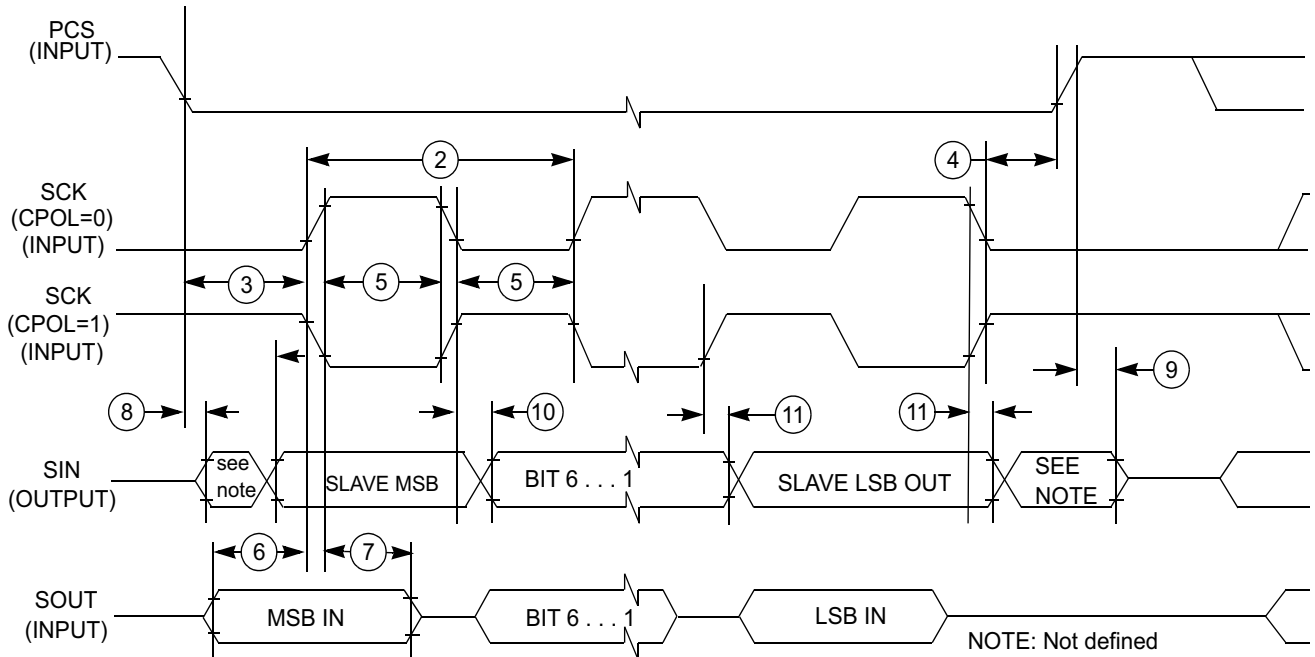 PCS
(INPUT)
2
4
SCK
(CPOL=0)
(INPUT)
3
5
5
SCK
(CPOL=1)
(INPUT)
9
8
10
11
11
SIN
(OUTPUT)
see
note
SLAVE MSB
BIT 6 . . . 1
SLAVE LSB OUT
SEE
NOTE
6
7
SOUT
(INPUT)
MSB IN
BIT 6 . . . 1
LSB IN
NOTE: Not defined